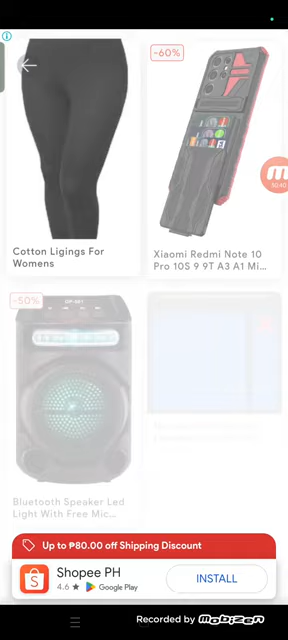 -60%
30:40
Cotton Ligings For
Womens
Xiaomi Redmi Note 10
Pro 10S 9 9T A3 A1 Mi...
-50%
Bluetooth Speaker Led
Light With Free Mic...
Up to ₱80.00 off Shipping Discount
Shopee PH
4.6 ★ Google Play
INSTALL
Recorded by Mobizen